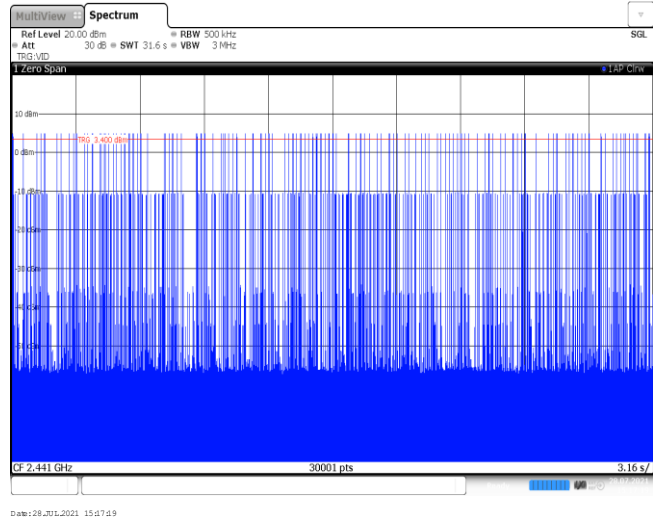 MultiView Spectrum
Ref Level 20.00 dBm RBW 500 kHz SGL
Att 30 dB SWT 31.6 s VBW 3 MHz
TRG:VID
1 Zero Span 1AP Clrw
10 dBm
TRG 3.400 dBm
0 dBm
-10 dBm
-20 dBm
-30 dBm
-40 dBm
-50 dBm
CF 2.441 GHz 30001 pts 3.16 s/
Date:28.JUL.2021 15:17:19